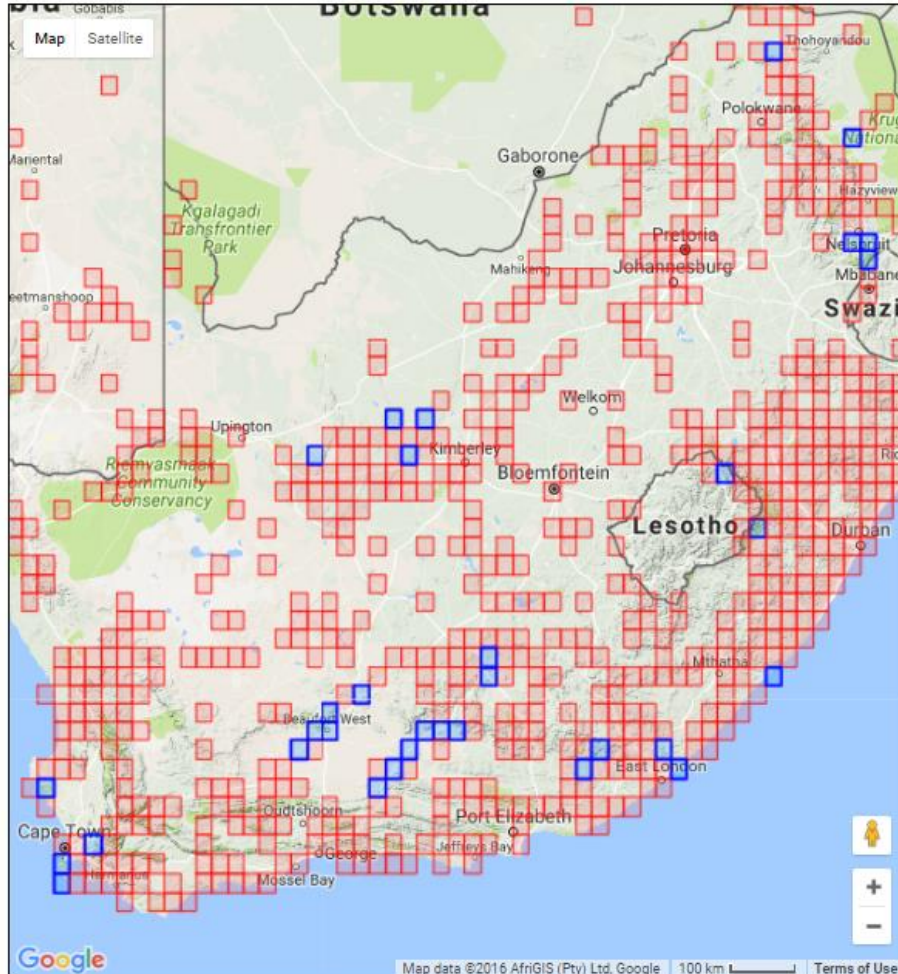 Gobabis
Botswana
Map Satellite
Thohoyandou
Polokwane
Mariental
Gaborone
Hazyview
Kgalagadi
Transfrontier
Park
Pretoria
Nelspruit
Mahikeng
Johannesburg
Mbabane
eetmanshoop
Swazi
Welkom
Upington
Kimberley
Riemvasmaak
Community
Conservancy
Bloemfontein
Lesotho
Durban
Mthatha
Beaufort West
East London
Oudtshoorn
Port Elizabeth
Cape Town
George
Jeffreys Bay
Hermanus
Mossel Bay
+
−
Google
Map data ©2016 AfriGIS (Pty) Ltd, Google 100 km Terms of Use